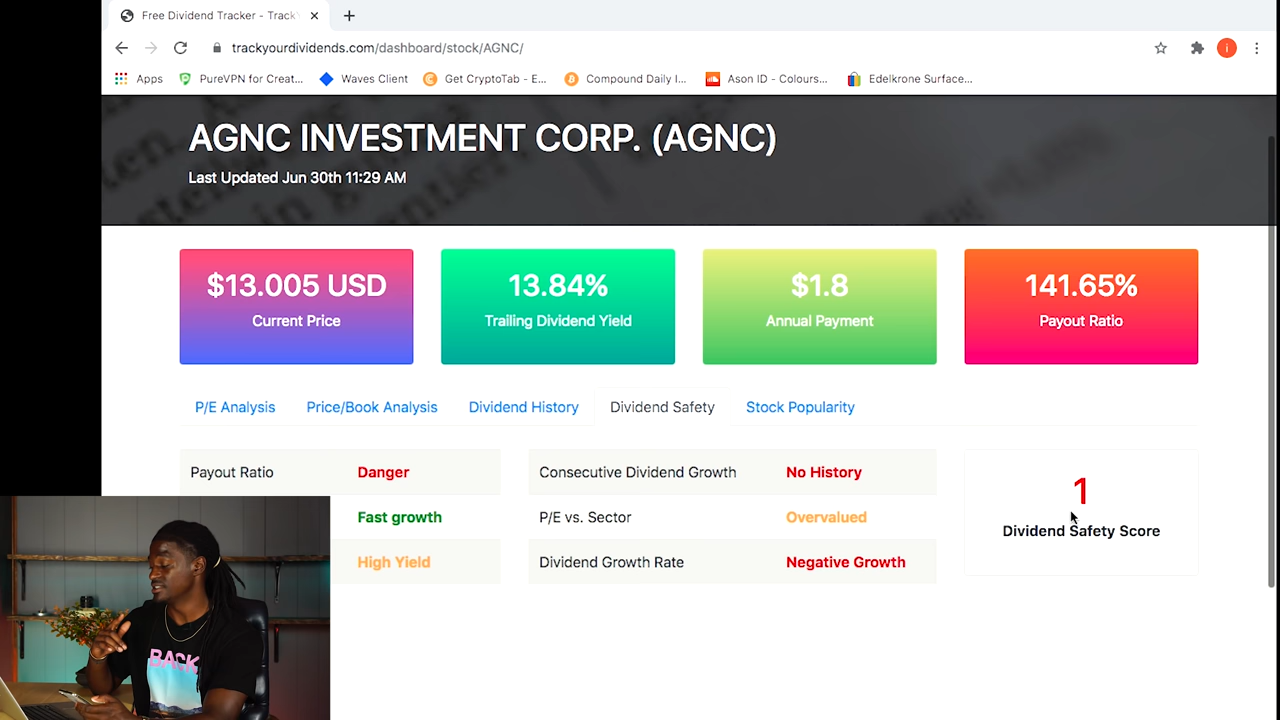 Free Dividend Tracker - Track
trackyourdividends.com/dashboard/stock/AGNC/
i
Apps
PureVPN for Creat...
Waves Client
Get CryptoTab - E...
Compound Daily I...
Ason ID - Colours...
Edelkrone Surface...
AGNC INVESTMENT CORP. (AGNC)
Last Updated Jun 30th 11:29 AM
$13.005 USD
Current Price
13.84%
Trailing Dividend Yield
$1.8
Annual Payment
141.65%
Payout Ratio
P/E Analysis
Price/Book Analysis
Dividend History
Dividend Safety
Stock Popularity
Payout Ratio Danger
Fast growth
High Yield
Consecutive Dividend Growth No History
P/E vs. Sector Overvalued
Dividend Growth Rate Negative Growth
1
Dividend Safety Score
BACK